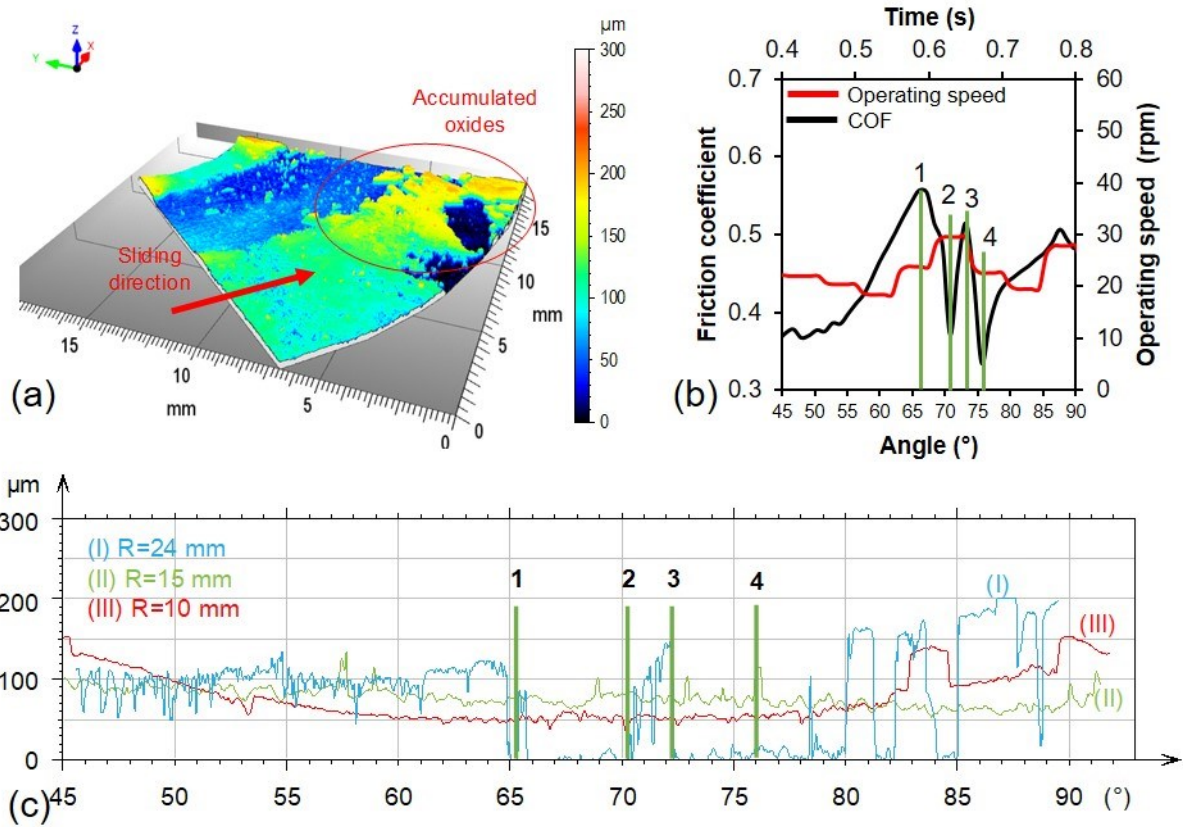 (a)
Z
X
Y
Accumulated
oxides
Sliding
direction
15
10
mm
5
0
0
5
10
15
mm
µm
300
250
200
150
100
50
0
(b)
Time (s)
0.4 0.5 0.6 0.7 0.8
Operating speed
COF
Friction coefficient
0.7
0.6
0.5
0.4
0.3
Operating speed (rpm)
60
50
40
30
20
10
0
1 2 3 4
45 50 55 60 65 70 75 80 85 90
Angle (°)
(c)
µm
300
200
100
0
(I) R=24 mm
(II) R=15 mm
(III) R=10 mm
1 2 3 4
(I)
(III)
(II)
45 50 55 60 65 70 75 80 85 90 (°)